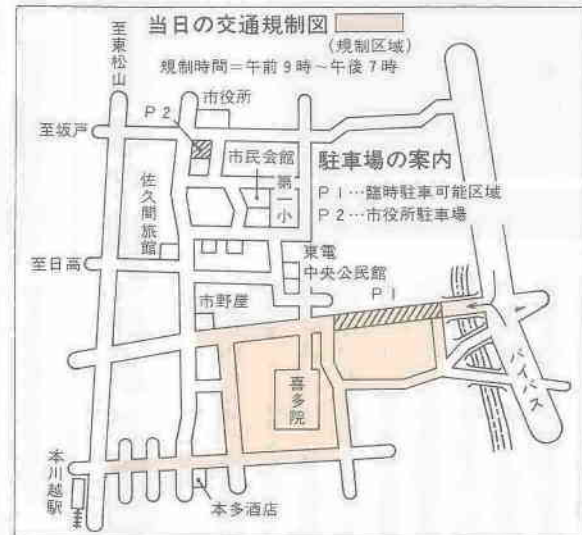 当日の交通規制図
(規制区域)
規制時間=午前9時~午後7時
至東松山
市役所
P2
至坂戸
市民会館
第一小
駐車場の案内
P1…臨時駐車可能区域
P2…市役所駐車場
佐久間旅館
東電
中央公民館
至日高
市野屋
P1
バイパス
喜多院
本川越駅
本多酒店